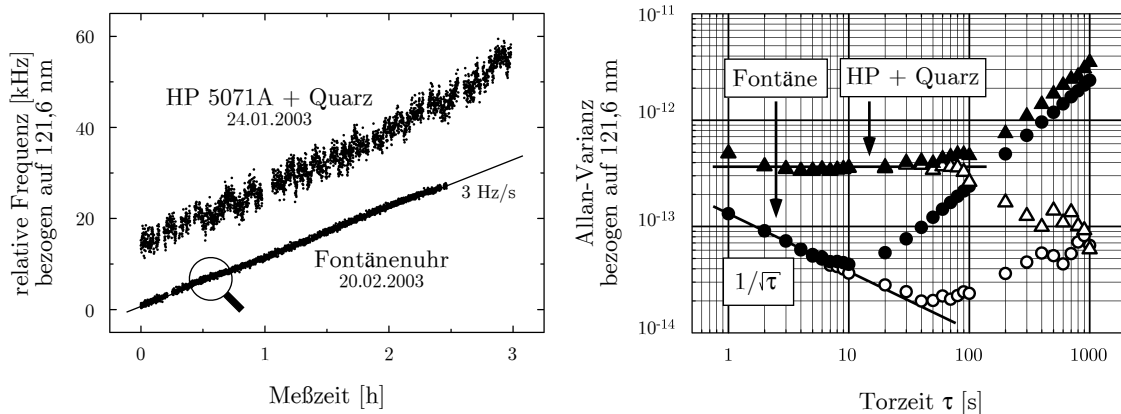 relative Frequenz [kHz]
bezogen auf 121,6 nm
60
40
20
0
HP 5071A + Quarz
24.01.2003
3 Hz/s
Fontänenuhr
20.02.2003
0 1 2 3
Meßzeit [h]
Allan-Varianz
bezogen auf 121,6 nm
10-11
10-12
10-13
10-14
Fontäne
HP + Quarz
1/√τ
1 10 100 1000
Torzeit τ [s]